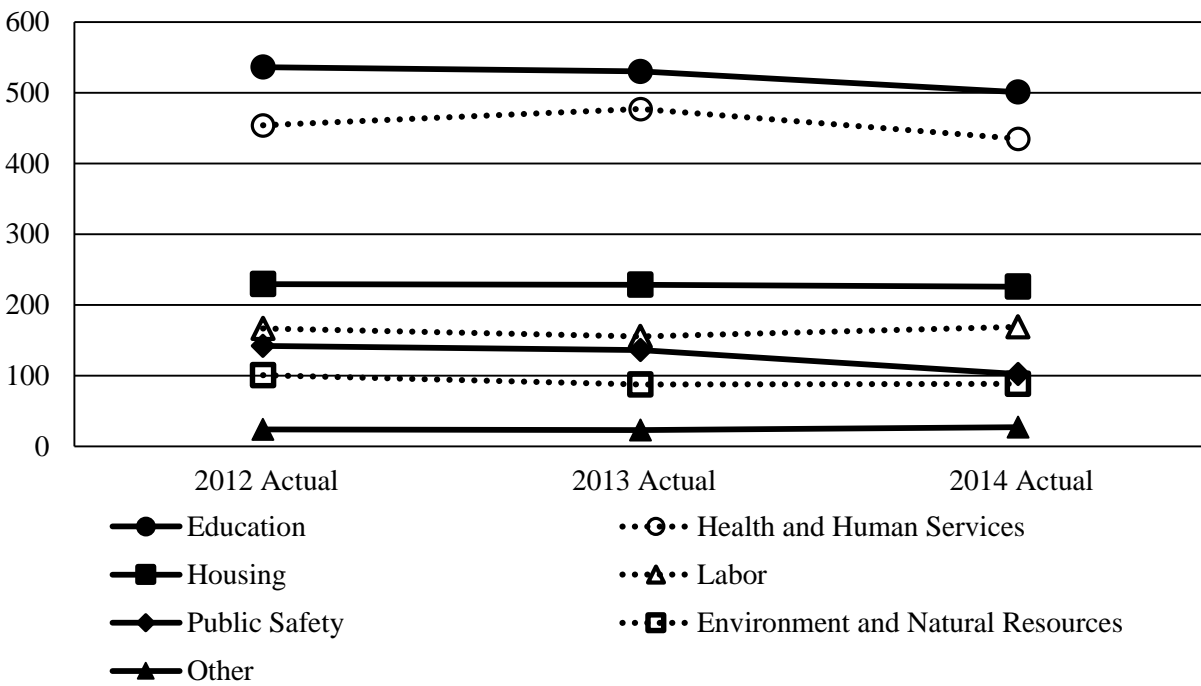 600
500
400
300
200
100
0
2012 Actual 2013 Actual 2014 Actual
Education Health and Human Services
Housing Labor
Public Safety Environment and Natural Resources
Other